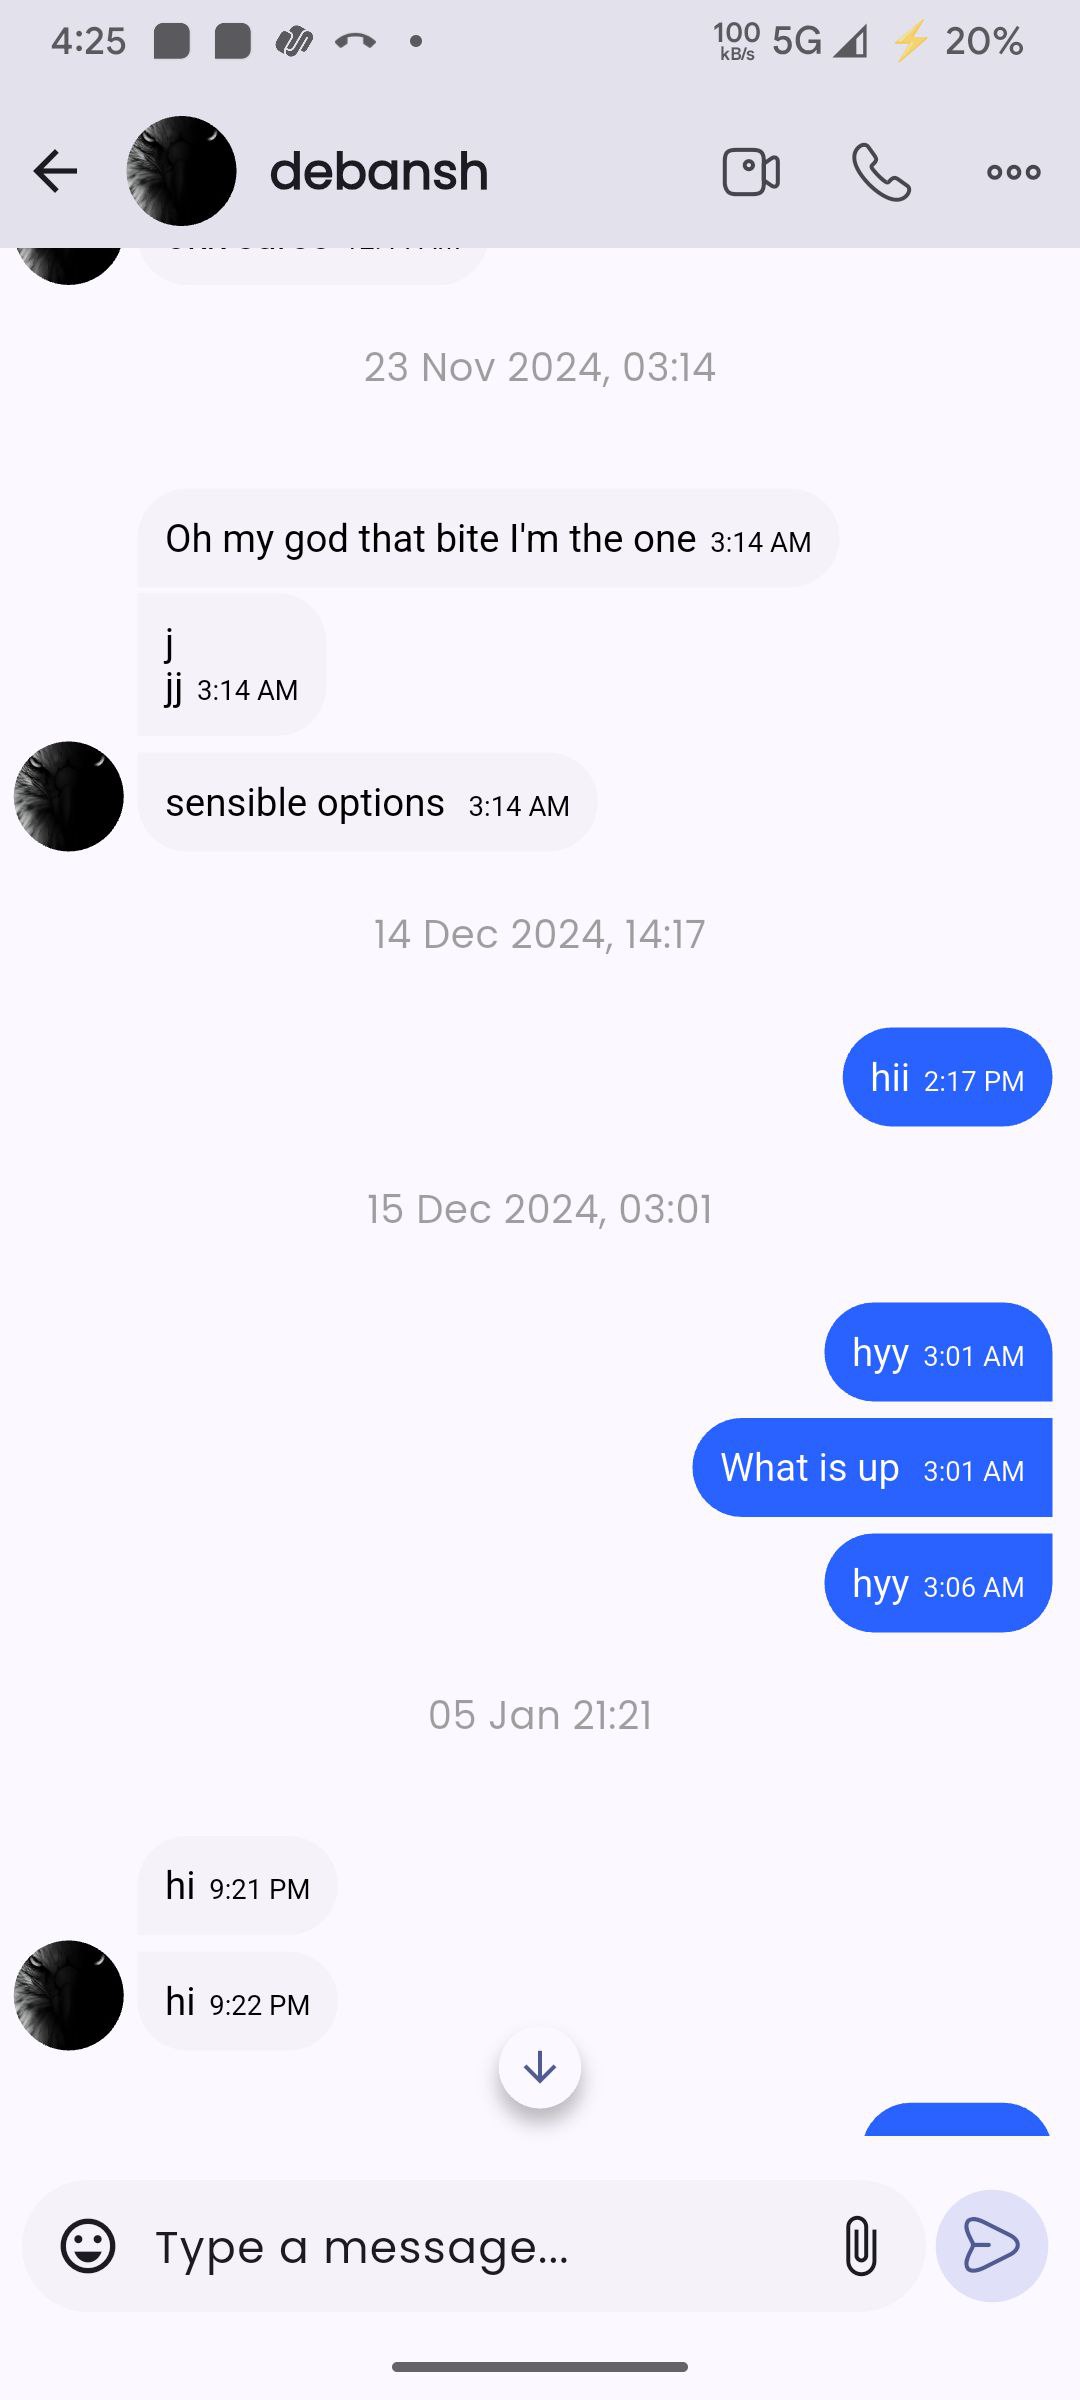 4:25
100 kB/s 5G 20%
debansh
23 Nov 2024, 03:14
Oh my god that bite I'm the one 3:14 AM
j
jj 3:14 AM
sensible options 3:14 AM
14 Dec 2024, 14:17
hii 2:17 PM
15 Dec 2024, 03:01
hyy 3:01 AM
What is up 3:01 AM
hyy 3:06 AM
05 Jan 21:21
hi 9:21 PM
hi 9:22 PM
Type a message...